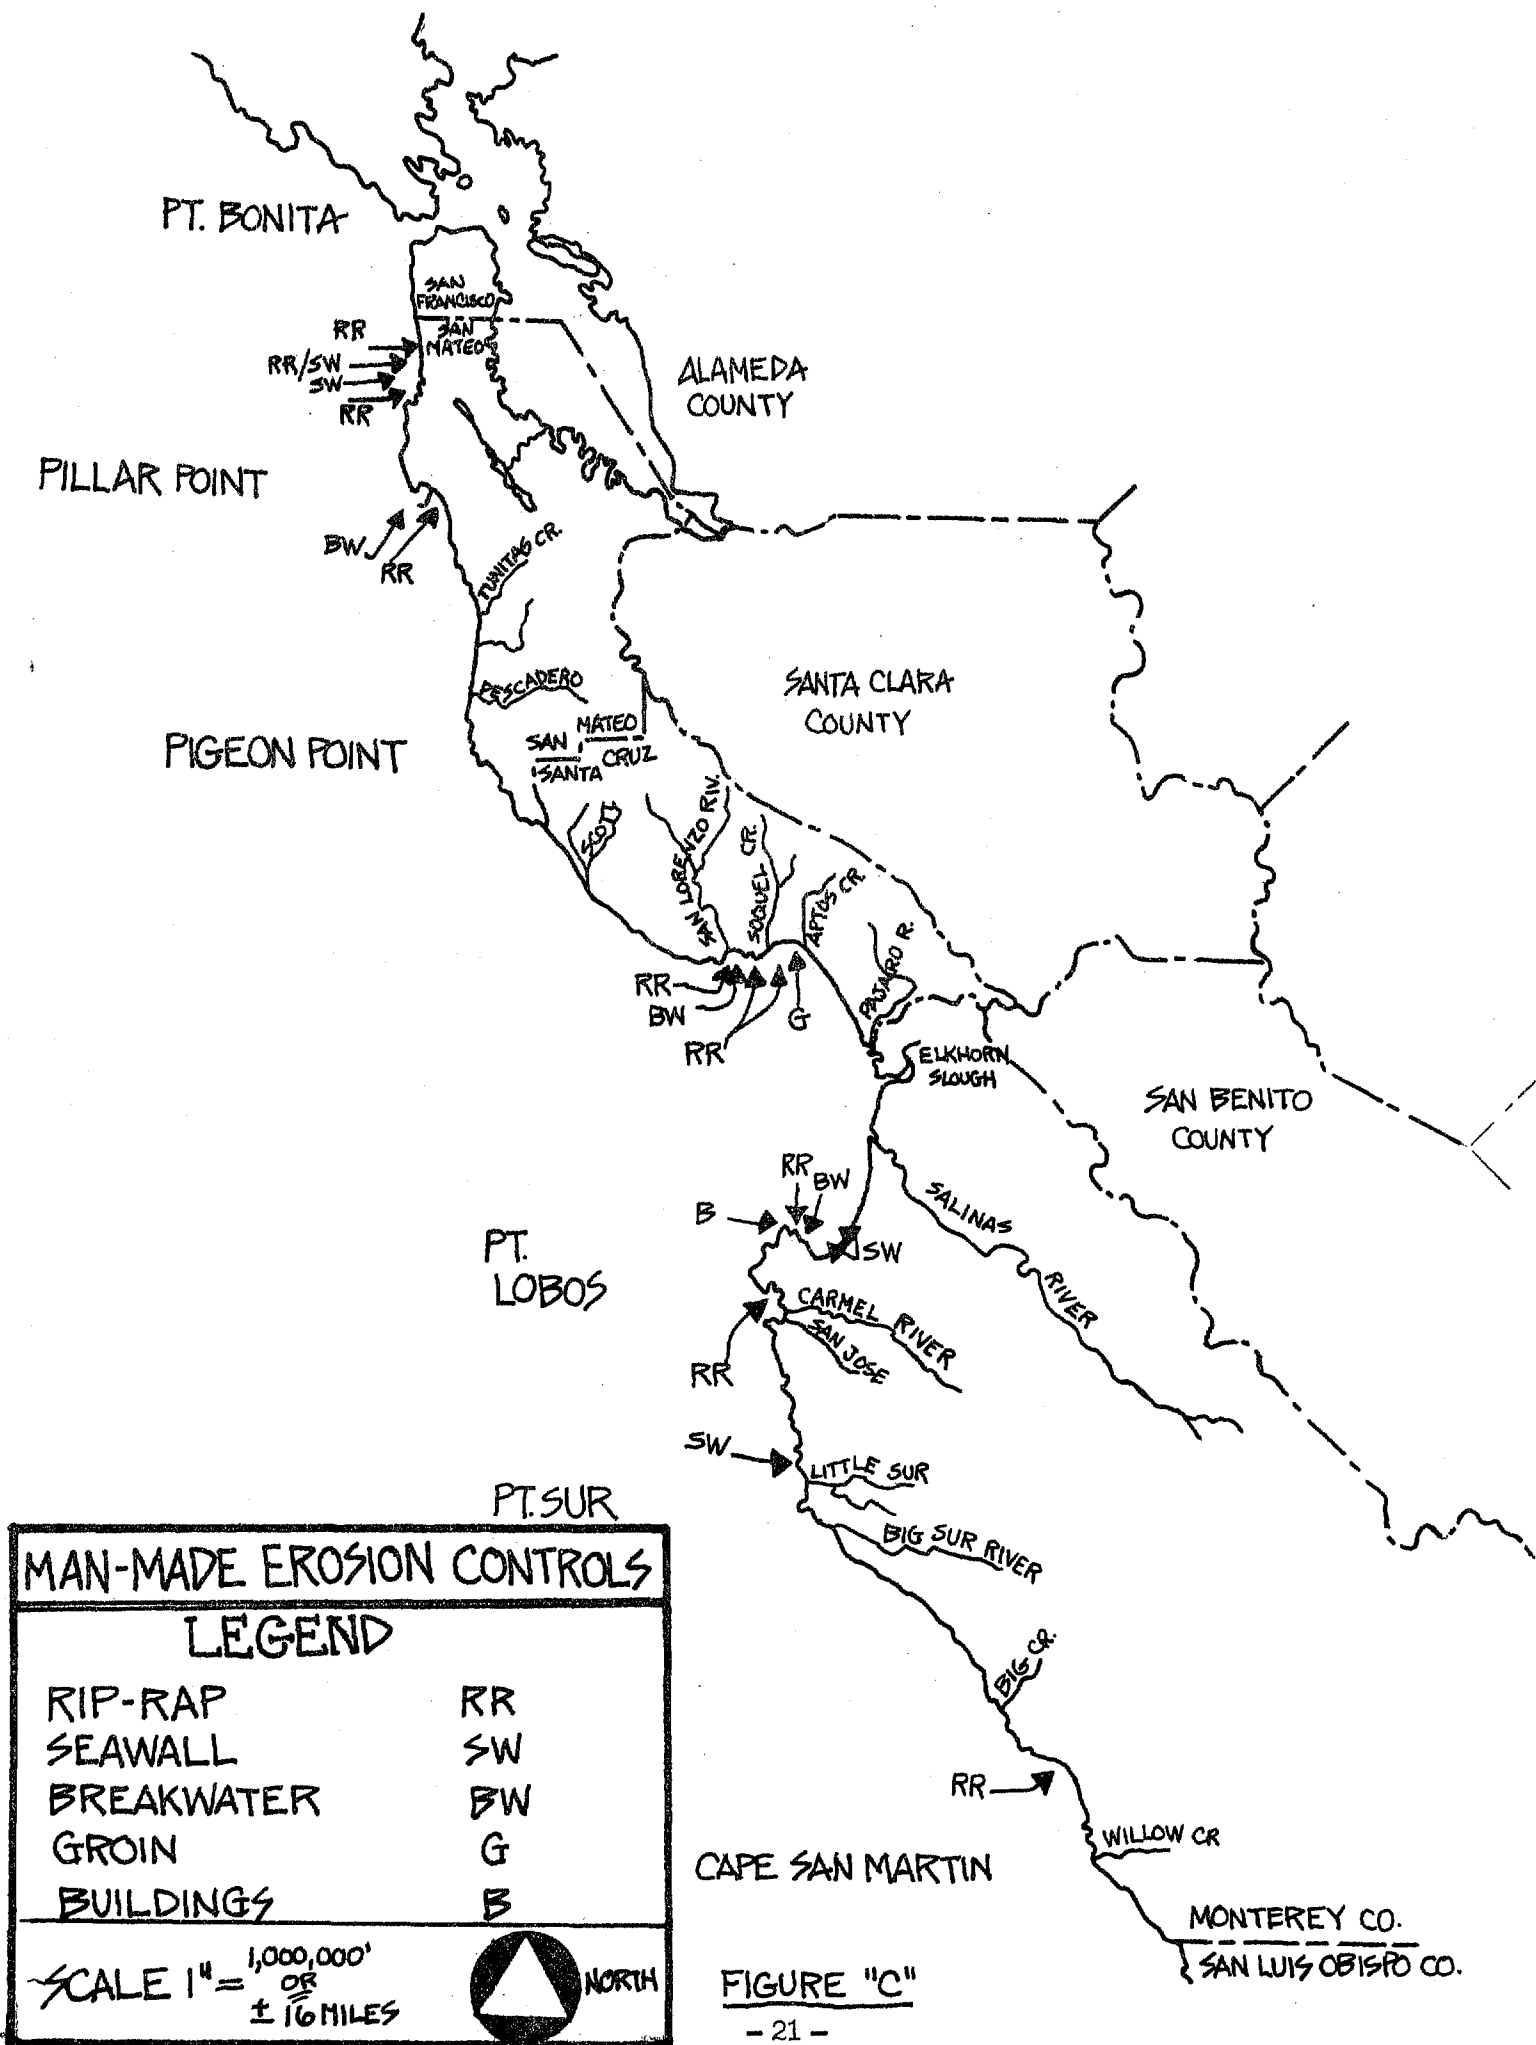 PT. BONITA
SAN
FRANCISCO
SAN
MATEO
RR
RR/SW
SW
RR
ALAMEDA
COUNTY
PILLAR POINT
BW
RR
TUNITAS CR.
PESCADERO
SANTA CLARA
COUNTY
PIGEON POINT
SAN MATEO
SANTA CRUZ
SCOTT
SAN LORENZO RIV.
SOQUEL CR.
APTOS CR.
PAJARO R.
RR
BW
RR
G
ELKHORN
SLOUGH
SAN BENITO
COUNTY
RR
BW
B
SW
SALINAS RIVER
PT.
LOBOS
CARMEL RIVER
SAN JOSE
RR
SW
LITTLE SUR
PT. SUR
BIG SUR RIVER
BIG CR.
RR
WILLOW CR
CAPE SAN MARTIN
MONTEREY CO.
SAN LUIS OBISPO CO.
MAN-MADE EROSION CONTROLS
LEGEND
RIP-RAP RR
SEAWALL SW
BREAKWATER BW
GROIN G
BUILDINGS B
SCALE 1" = 1,000,000'
OR
± 16 MILES
NORTH
FIGURE "C"
- 21 -